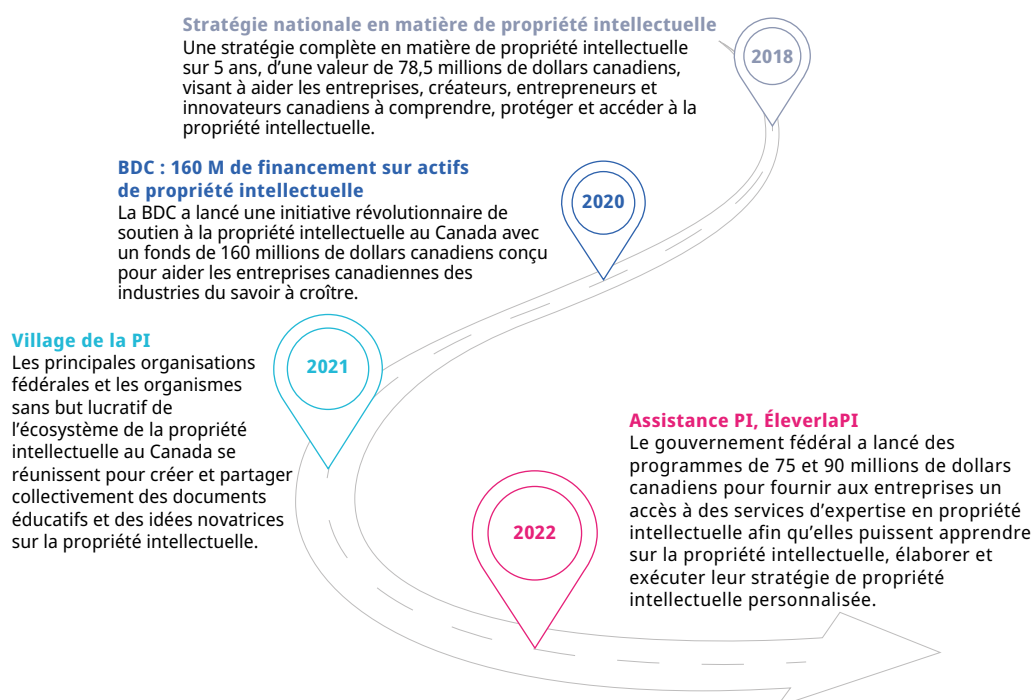 Stratégie nationale en matière de propriété intellectuelle
Une stratégie complète en matière de propriété intellectuelle
sur 5 ans, d’une valeur de 78,5 millions de dollars canadiens,
visant à aider les entreprises, créateurs, entrepreneurs et
innovateurs canadiens à comprendre, protéger et accéder à la
propriété intellectuelle.
2018
BDC : 160 M de financement sur actifs
de propriété intellectuelle
La BDC a lancé une initiative révolutionnaire de
soutien à la propriété intellectuelle au Canada avec
un fonds de 160 millions de dollars canadiens conçu
pour aider les entreprises canadiennes des
industries du savoir à croître.
2020
Village de la PI
Les principales organisations
fédérales et les organismes
sans but lucratif de
l’écosystème de la propriété
intellectuelle au Canada se
réunissent pour créer et partager
collectivement des documents
éducatifs et des idées novatrices
sur la propriété intellectuelle.
2021
Assistance PI, ÉleverlaPI
Le gouvernement fédéral a lancé des
programmes de 75 et 90 millions de dollars
canadiens pour fournir aux entreprises un
accès à des services d’expertise en propriété
intellectuelle afin qu’elles puissent apprendre
sur la propriété intellectuelle, élaborer et
exécuter leur stratégie de propriété
intellectuelle personnalisée.
2022